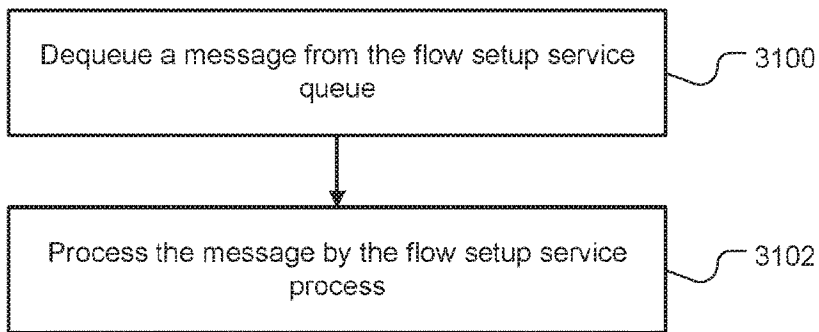 Dequeue a message from the flow setup service
queue
3100
Process the message by the flow setup service
process
3102